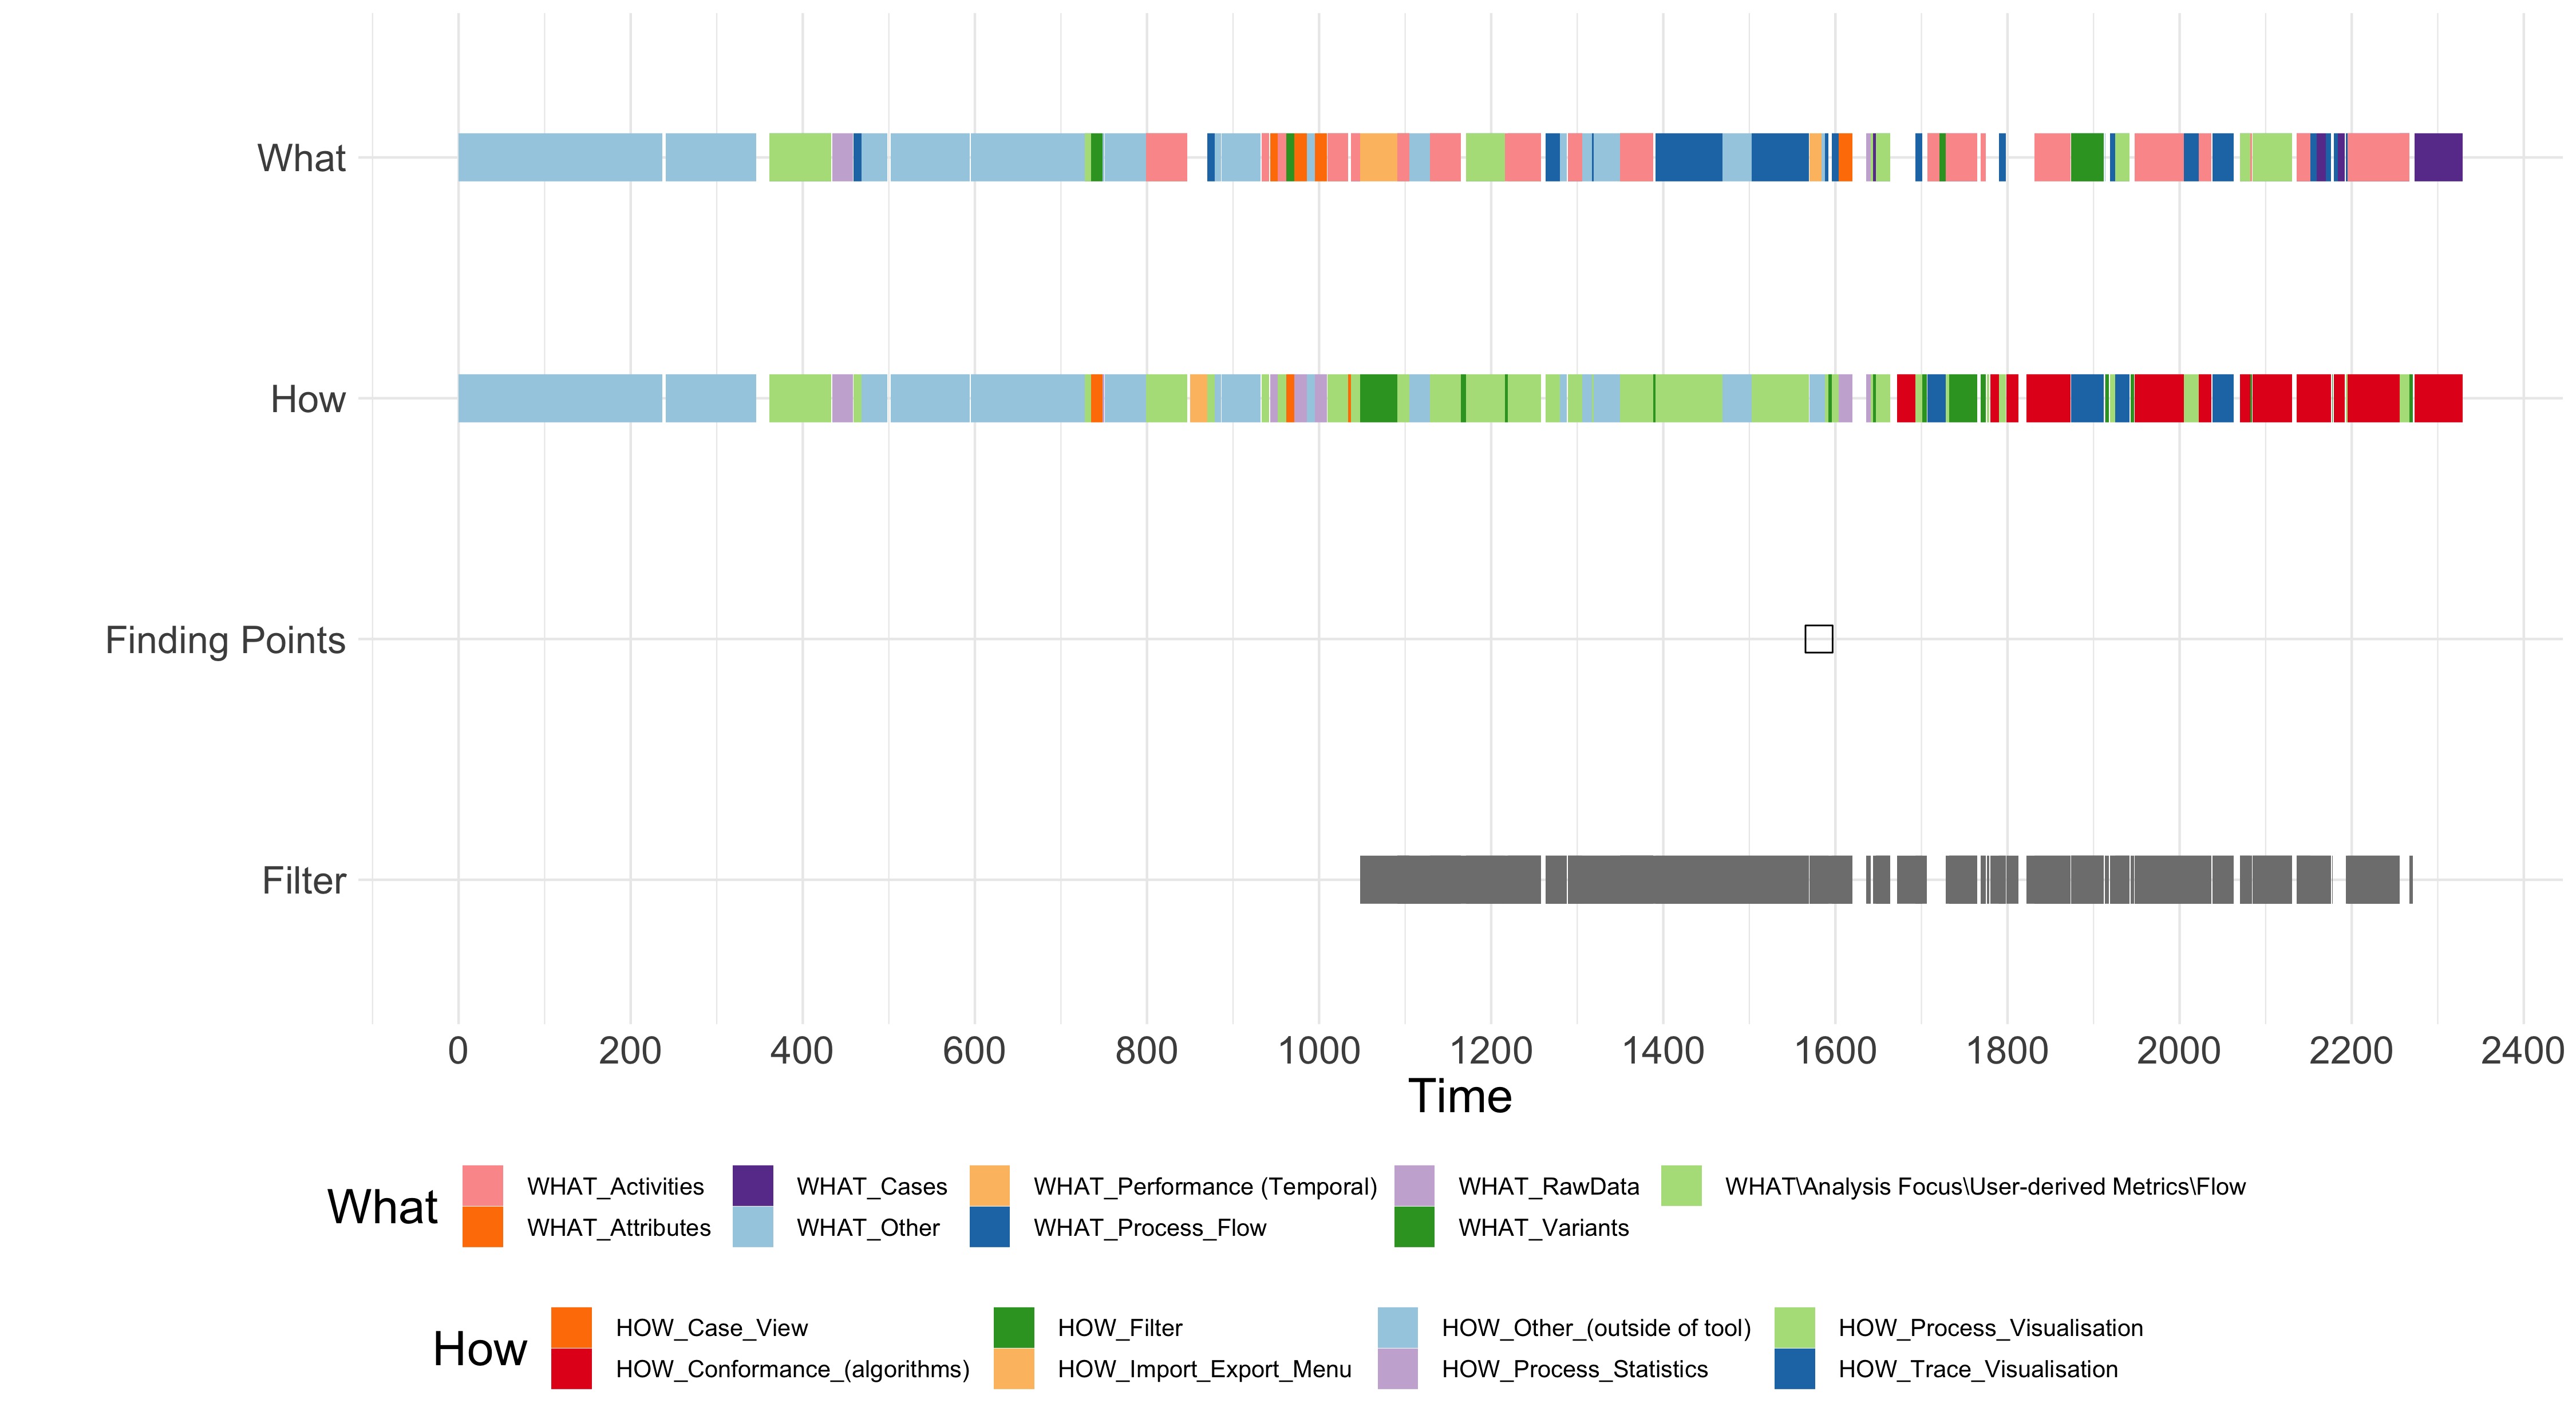 What
How
Finding Points
Filter
0 200 400 600 800 1000 1200 1400 1600 1800 2000 2200 2400
Time
What WHAT_Activities WHAT_Cases WHAT_Performance (Temporal) WHAT_RawData WHAT\Analysis Focus\User-derived Metrics\Flow
WHAT_Attributes WHAT_Other WHAT_Process_Flow WHAT_Variants
How HOW_Case_View HOW_Filter HOW_Other_(outside of tool) HOW_Process_Visualisation
HOW_Conformance_(algorithms) HOW_Import_Export_Menu HOW_Process_Statistics HOW_Trace_Visualisation